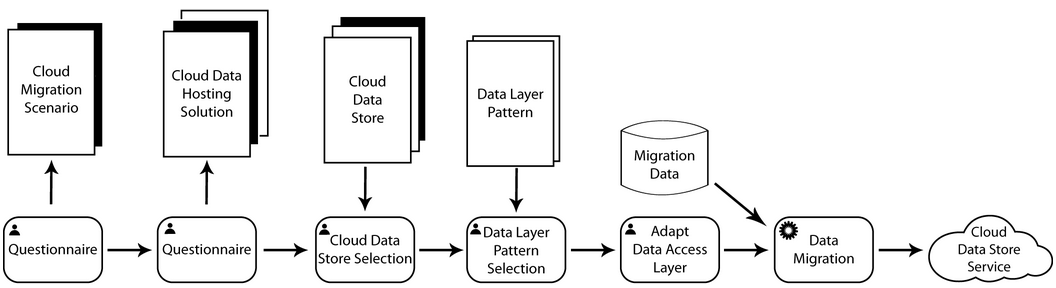 Cloud
Migration
Scenario
Cloud Data
Hosting
Solution
Cloud
Data
Store
Data Layer
Pattern
Migration
Data
Questionnaire
Questionnaire
Cloud Data
Store Selection
Data Layer
Pattern
Selection
Adapt
Data Access
Layer
Data
Migration
Cloud
Data Store
Service